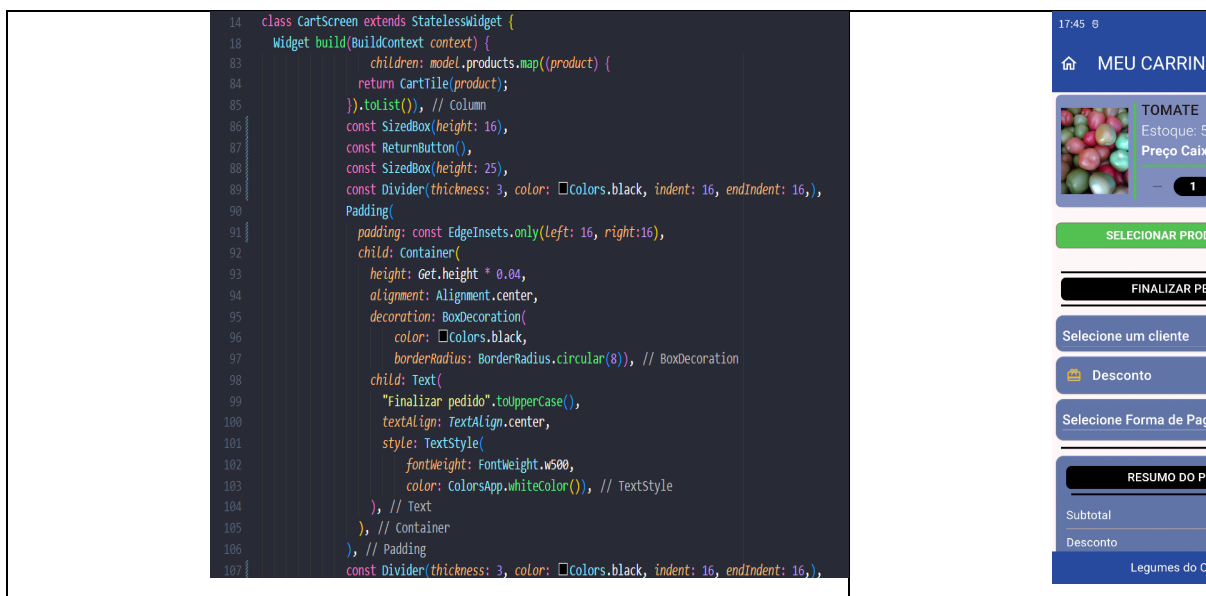 14 class CartScreen extends StatelessWidget {
18 Widget build(BuildContext context) {
83 children: model.products.map((product) {
84 return CartTile(product);
85 }).toList()), // Column
86 const SizedBox(height: 16),
87 const ReturnButton(),
88 const SizedBox(height: 25),
89 const Divider(thickness: 3, color: Colors.black, indent: 16, endIndent: 16,),
90 Padding(
91 padding: const EdgeInsets.only(left: 16, right:16),
92 child: Container(
93 height: Get.height * 0.04,
94 alignment: Alignment.center,
95 decoration: BoxDecoration(
96 color: Colors.black,
97 borderRadius: BorderRadius.circular(8)), // BoxDecoration
98 child: Text(
99 "Finalizar pedido".toUpperCase(),
100 textAlign: TextAlign.center,
101 style: TextStyle(
102 fontWeight: FontWeight.w500,
103 color: ColorsApp.whiteColor()), // TextStyle
104 ), // Text
105 ), // Container
106 ), // Padding
107 const Divider(thickness: 3, color: Colors.black, indent: 16, endIndent: 16,),
17:45
MEU CARRIN
TOMATE
Estoque: 5
Preço Caix
1
SELECIONAR PROD
FINALIZAR PE
Selecione um cliente
Desconto
Selecione Forma de Pag
RESUMO DO P
Subtotal
Desconto
Legumes do C